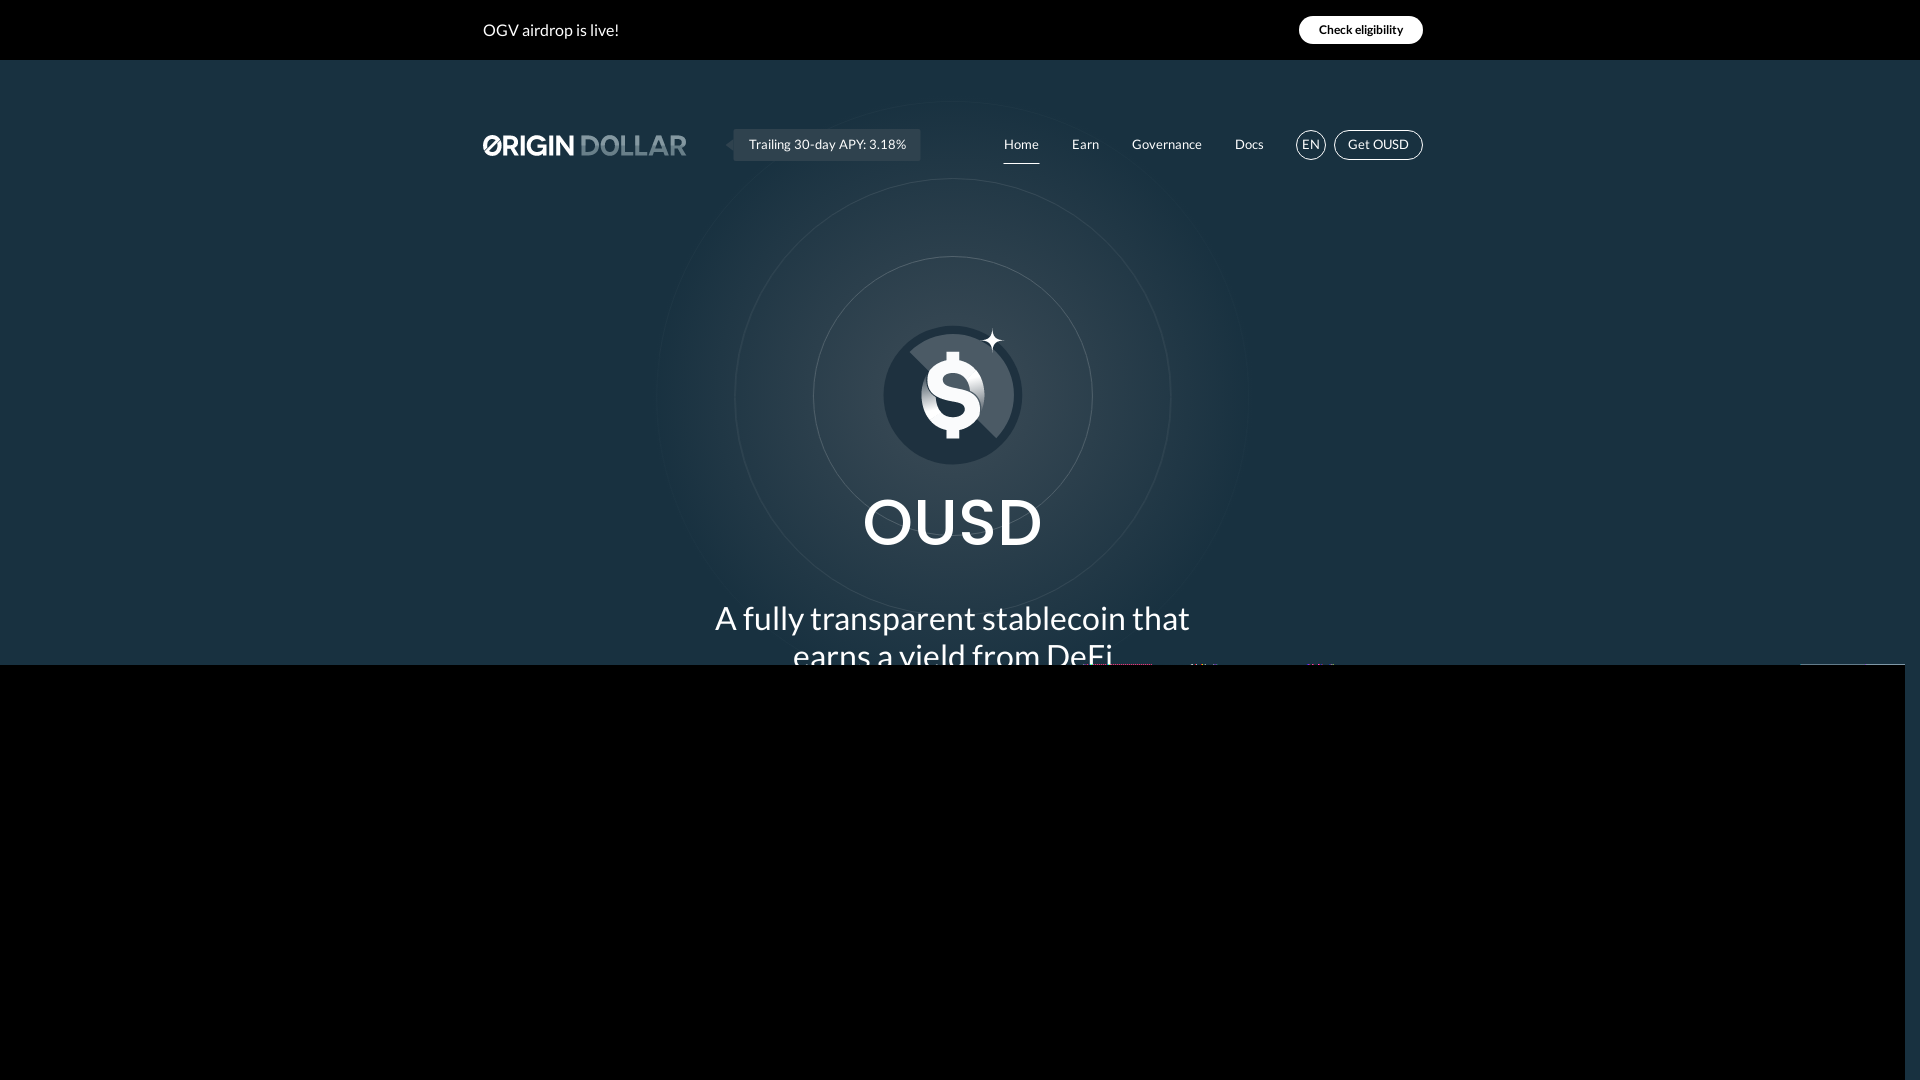 OGV airdrop is live!
Check eligibility
ORIGIN DOLLAR
Trailing 30-day APY: 3.18%
Home
Earn
Governance
Docs
EN
Get OUSD
OUSD
A fully transparent stablecoin that
earns a yield from DeFi